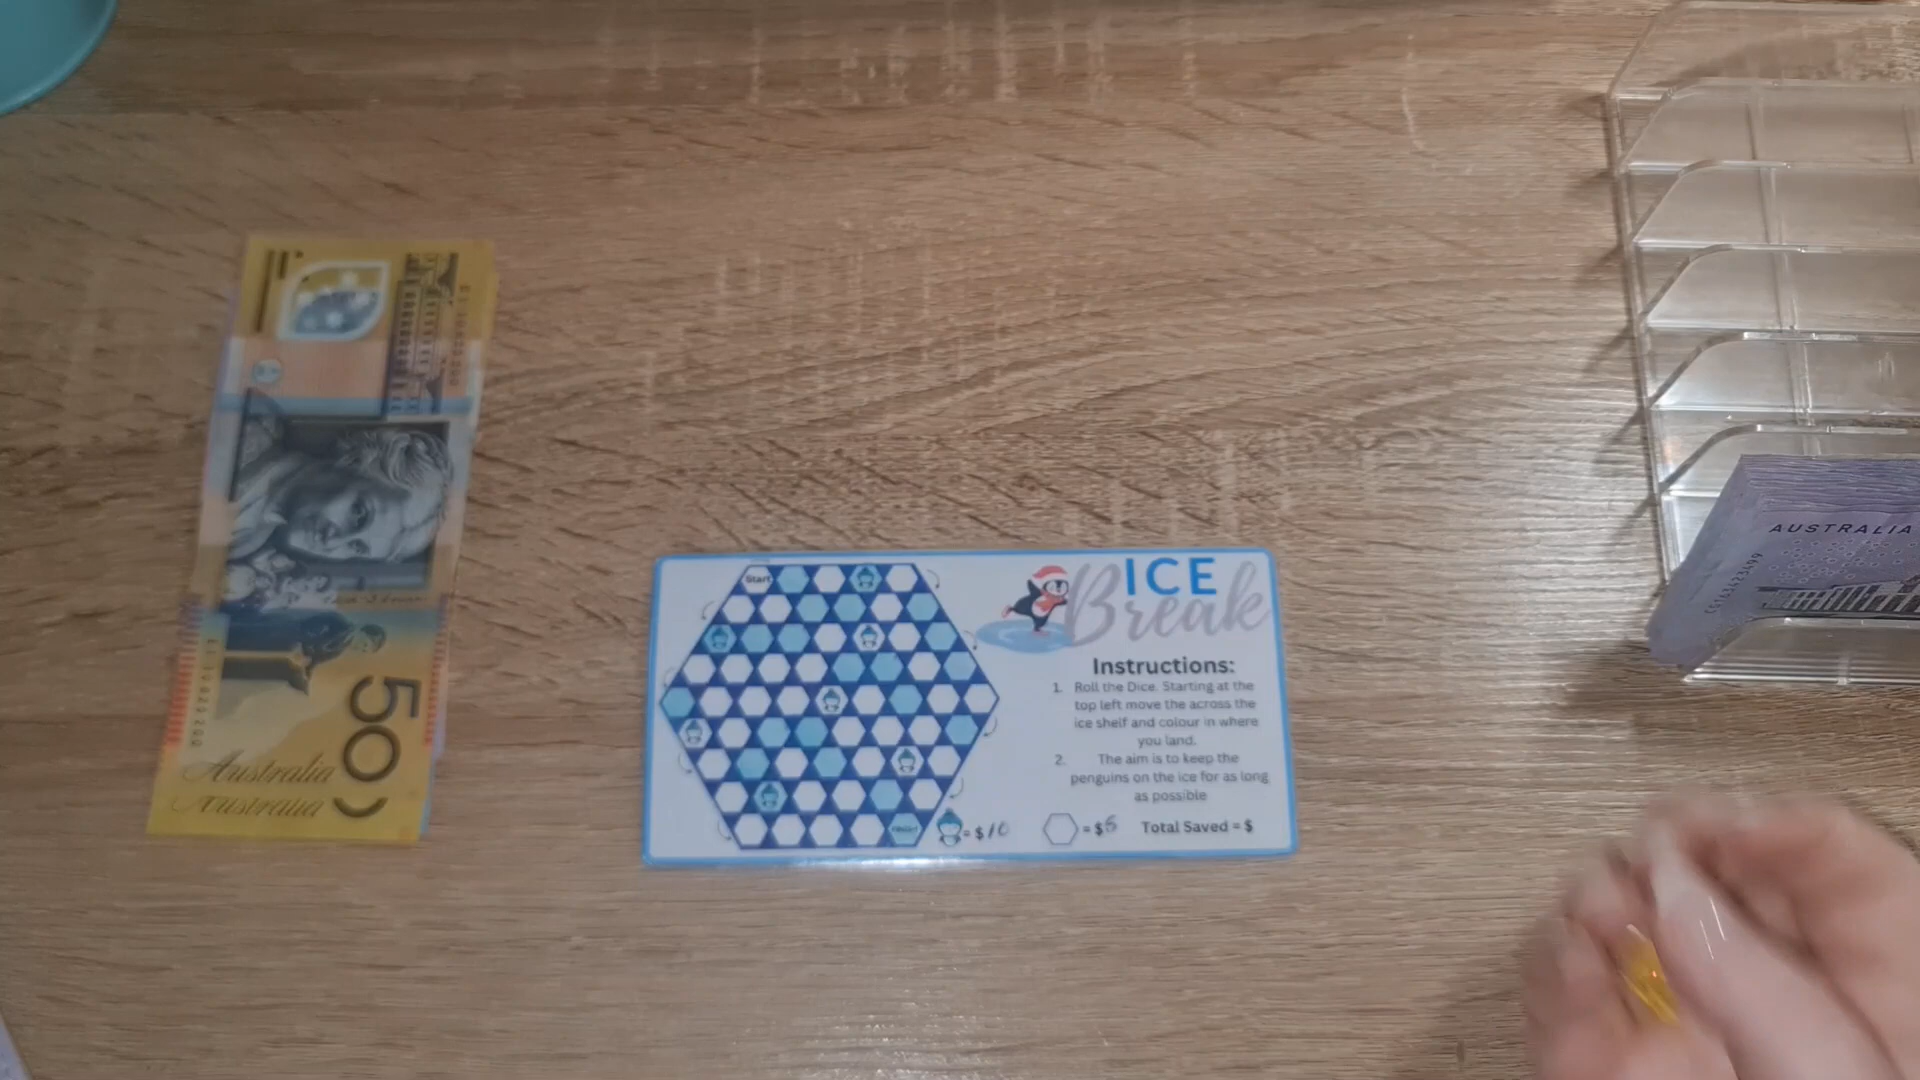 Start
ICE
Break
Instructions:
1. Roll the Dice. Starting at the
top left move the across the
ice shelf and colour in where
you land.
2. The aim is to keep the
penguins on the ice for as long
as possible
= $10
= $5
Total Saved = $
50
Australia
Australia
AUSTRALIA